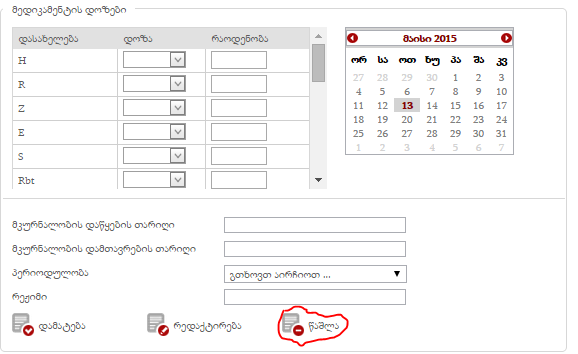 მედიკამენტის დოზები
დასახელება დოზა რაოდენობა
H
R
Z
E
S
Rbt
მაისი 2015
ორ სა ოთ ხუ პა შა კვ
27 28 29 30 1 2 3
4 5 6 7 8 9 10
11 12 13 14 15 16 17
18 19 20 21 22 23 24
25 26 27 28 29 30 31
1 2 3 4 5 6 7
მკურნალობის დაწყების თარიღი
მკურნალობის დამთავრების თარიღი
პერიოდულობა გთხოვთ აირჩიოთ ...
რეჟიმი
დამატება რედაქტირება წაშლა